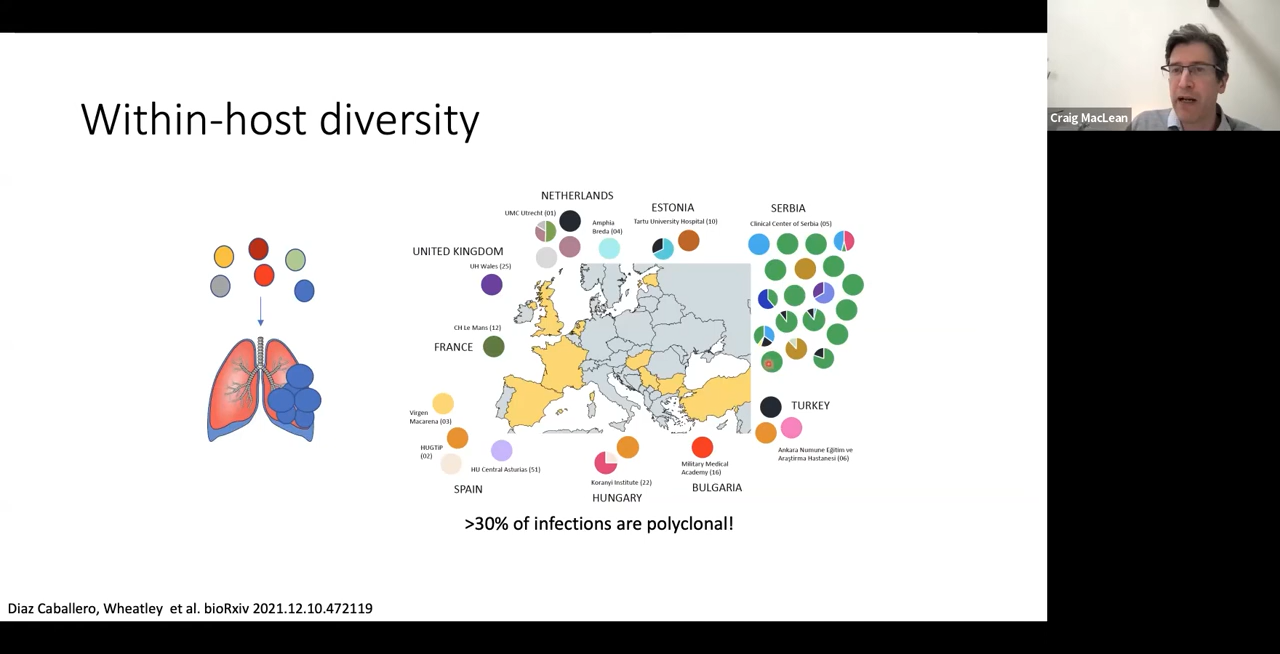 Within-host diversity
Craig MacLean
NETHERLANDS
UMC Utrecht (01)
Amphia
Breda (04)
ESTONIA
Tartu University Hospital (10)
SERBIA
Clinical Center of Serbia (05)
UNITED KINGDOM
UH Wales (25)
CH Le Mans (12)
FRANCE
Virgen
Macarena (03)
HUGTiP
(02)
HU Central Asturias (51)
SPAIN
Koranyi Institute (22)
HUNGARY
Military Medical
Academy (16)
BULGARIA
TURKEY
Ankara Numune Eğitim ve
Araştirma Hastanesi (06)
>30% of infections are polyclonal!
Diaz Caballero, Wheatley et al. bioRxiv 2021.12.10.472119